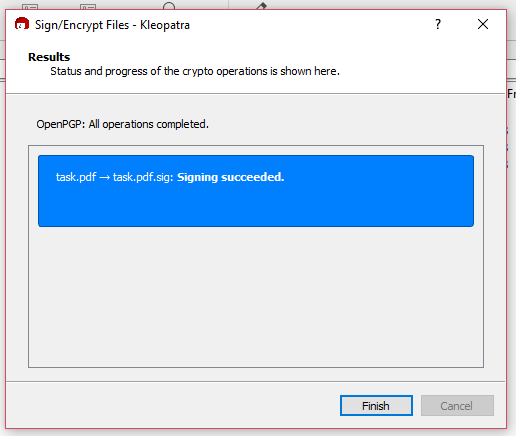 Sign/Encrypt Files - Kleopatra
Results
Status and progress of the crypto operations is shown here.
OpenPGP: All operations completed.
task.pdf → task.pdf.sig: Signing succeeded.
Finish
Cancel